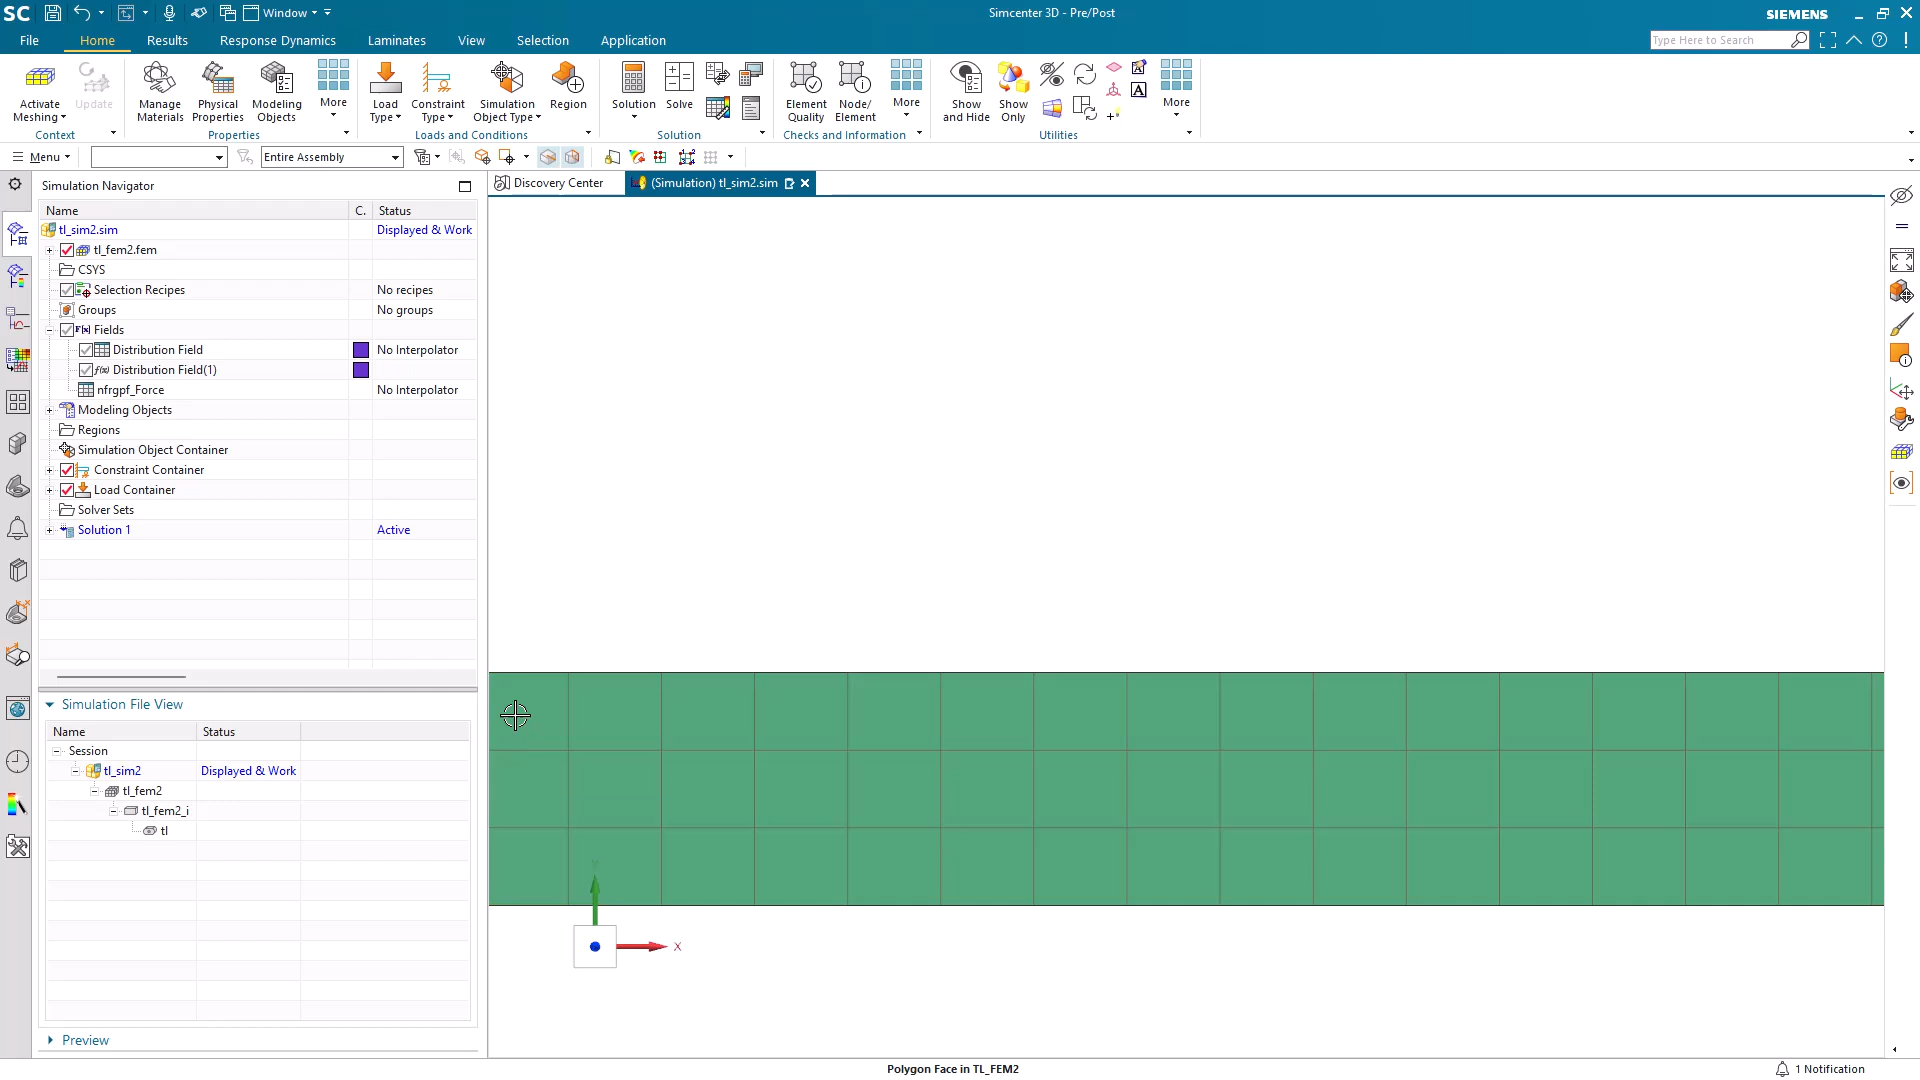 SC
Window
Simcenter 3D - Pre/Post
SIEMENS
File
Home
Results
Response Dynamics
Laminates
View
Selection
Application
Type Here to Search
Activate Meshing
Update
Context
Manage Materials
Physical Properties
Modeling Objects
More
Properties
Load Type
Constraint Type
Simulation Object Type
Region
Loads and Conditions
Solution
Solve
Solution
Element Quality
Node/ Element
More
Checks and Information
Show and Hide
Show Only
A
More
Utilities
Menu
Entire Assembly
Simulation Navigator
Discovery Center
(Simulation) tl_sim2.sim
Name C. Status
tl_sim2.sim Displayed & Work
tl_fem2.fem
CSYS
Selection Recipes No recipes
Groups No groups
F(x) Fields
Distribution Field No Interpolator
f(x) Distribution Field(1)
nfrgpf_Force No Interpolator
Modeling Objects
Regions
Simulation Object Container
Constraint Container
Load Container
Solver Sets
Solution 1 Active
Simulation File View
Name Status
Session
tl_sim2 Displayed & Work
tl_fem2
tl_fem2_i
tl
Preview
X
Polygon Face in TL_FEM2
1 Notification